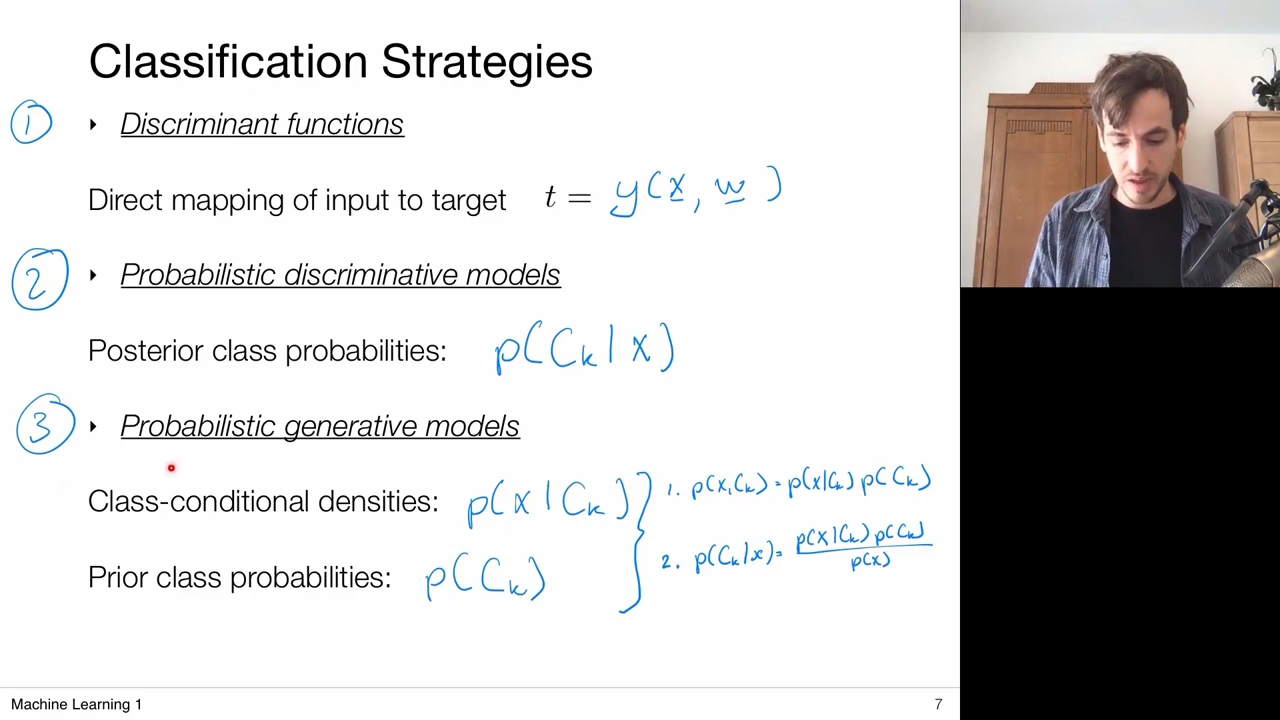 Classification Strategies
1 ‣ Discriminant functions
Direct mapping of input to target t = y(x, w)
2 ‣ Probabilistic discriminative models
Posterior class probabilities: p(Cₖ|x)
3 ‣ Probabilistic generative models
Class-conditional densities: p(x|Cₖ)
1. p(x,Cₖ) = p(x|Cₖ) p(Cₖ)
2. p(Cₖ|x) = p(x|Cₖ) p(Cₖ) / p(x)
Prior class probabilities: p(Cₖ)
Machine Learning 1 7